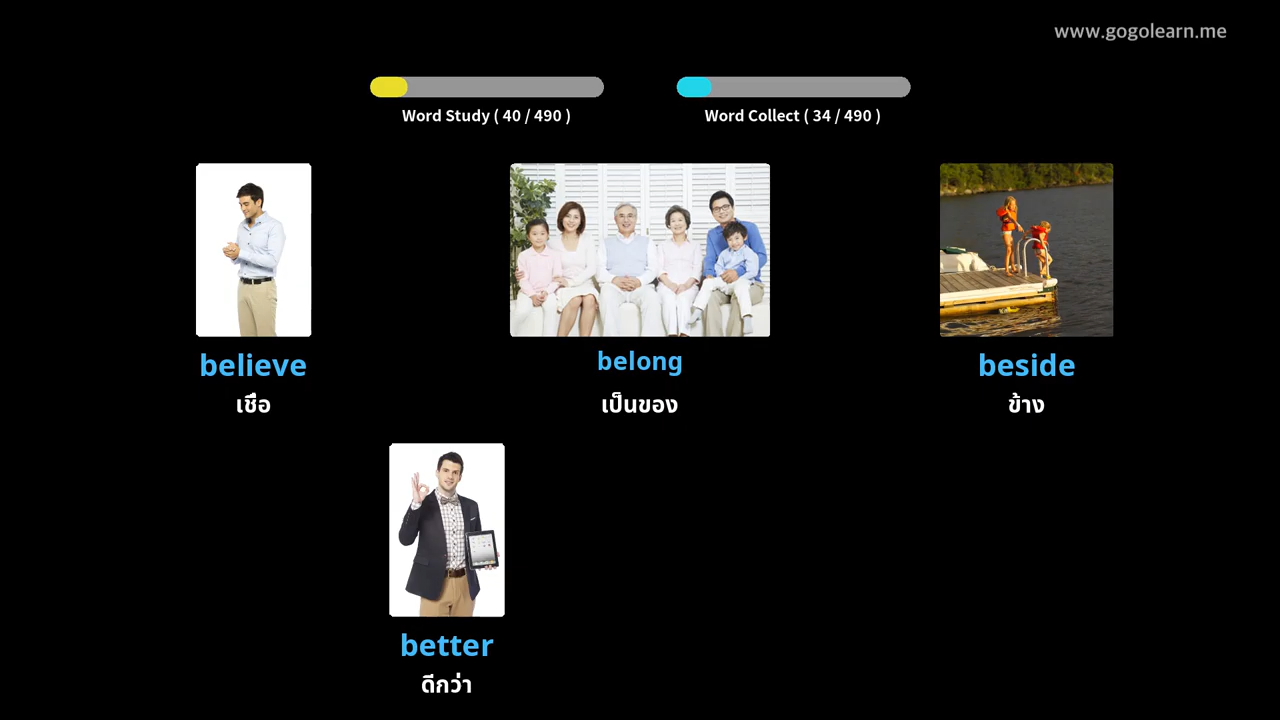 www.gogolearn.me
Word Study ( 40 / 490 )
Word Collect ( 34 / 490 )
believe
belong
beside
เชื่อ
เป็นของ
ข้าง
better
ดีกว่า